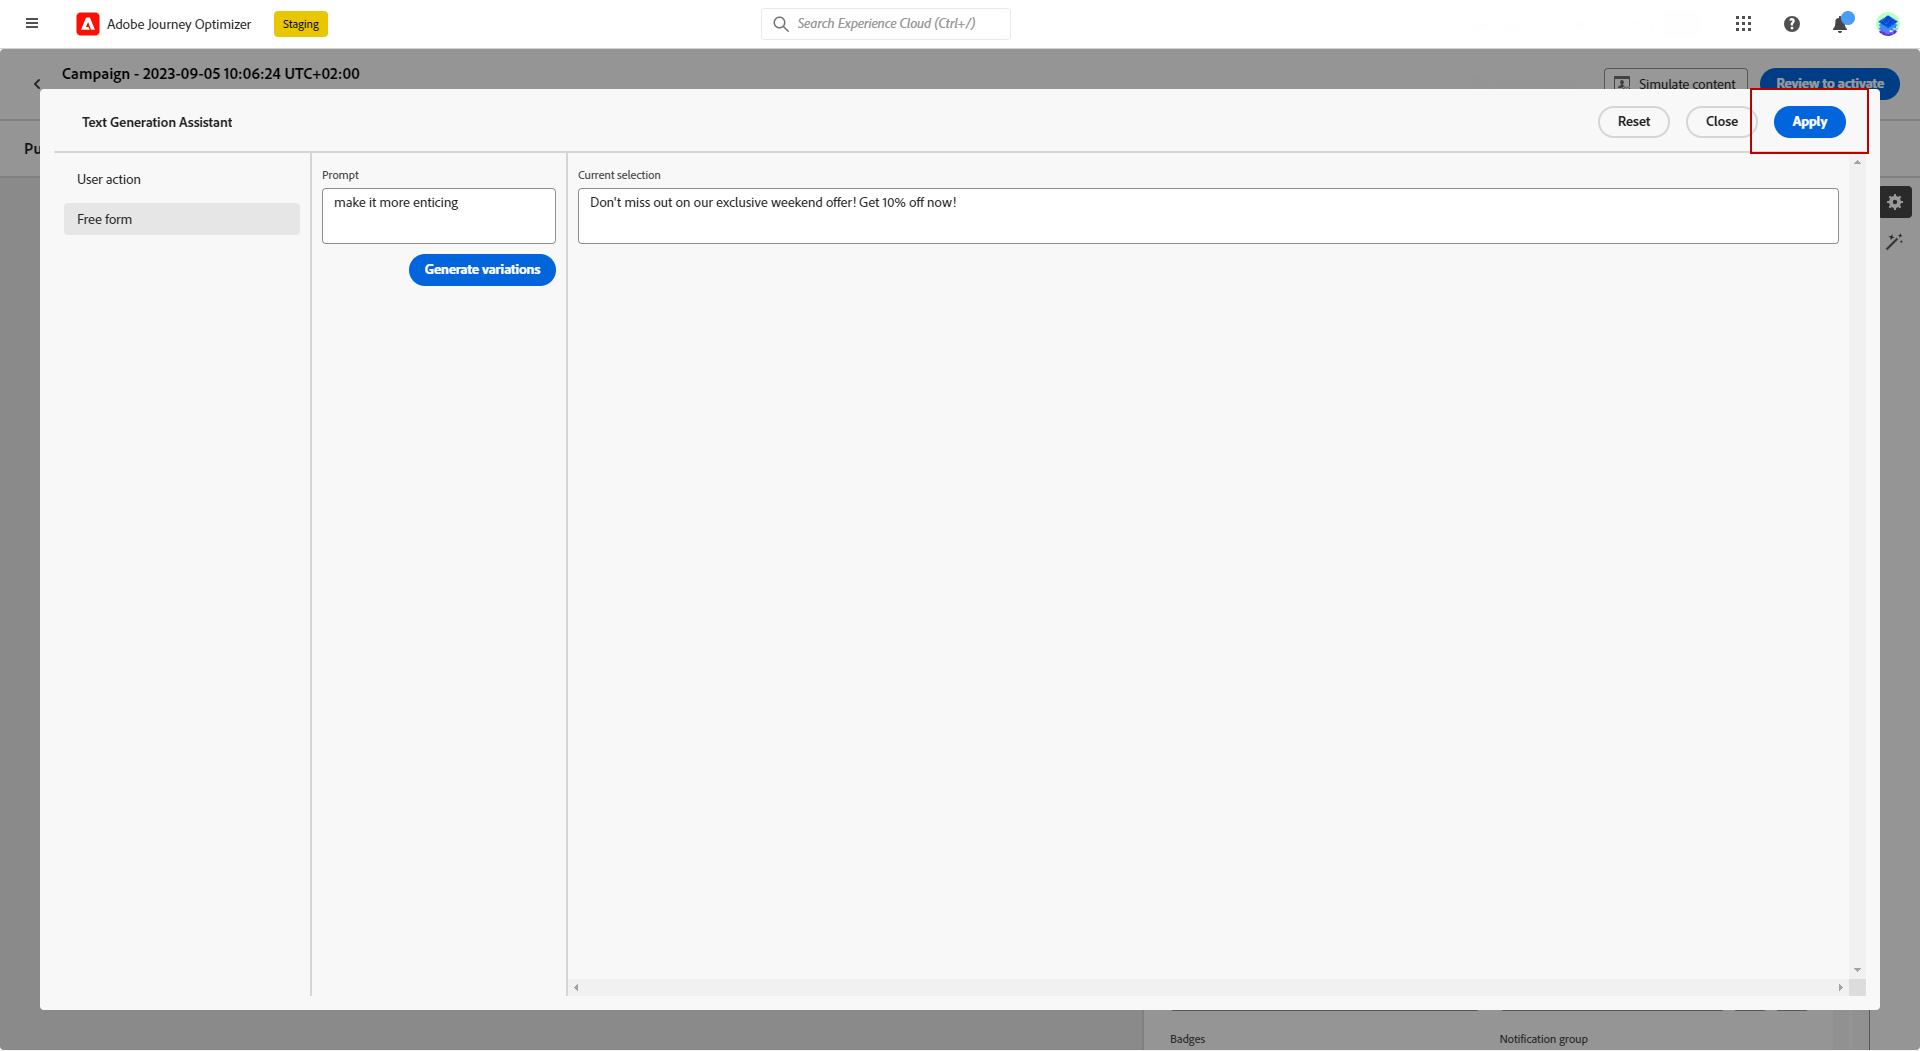 Adobe Journey Optimizer
Staging
Search Experience Cloud (Ctrl+/)
Campaign - 2023-09-05 10:06:24 UTC+02:00
Simulate content
Review to activate
Pu
Text Generation Assistant
Reset
Close
Apply
User action
Free form
Prompt
make it more enticing
Generate variations
Current selection
Don't miss out on our exclusive weekend offer! Get 10% off now!
Badges
Notification group